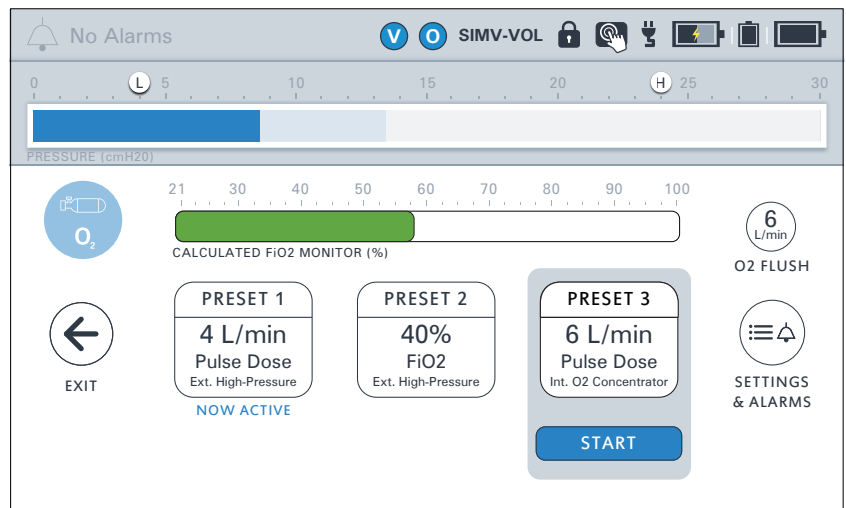 No Alarms
V O SIMV-VOL
0 L 5 10 15 20 H 25 30
PRESSURE (cmH20)
O2
21 30 40 50 60 70 80 90 100
CALCULATED FiO2 MONITOR (%)
6
L/min
O2 FLUSH
EXIT
PRESET 1
4 L/min
Pulse Dose
Ext. High-Pressure
NOW ACTIVE
PRESET 2
40%
FiO2
Ext. High-Pressure
PRESET 3
6 L/min
Pulse Dose
Int. O2 Concentrator
START
SETTINGS
& ALARMS